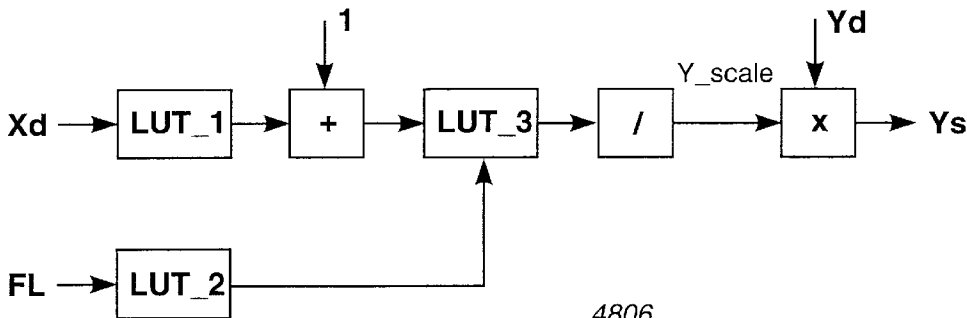 1
Yd
Y_scale
Xd
LUT_1
+
LUT_3
/
x
Ys
FL
LUT_2
4806